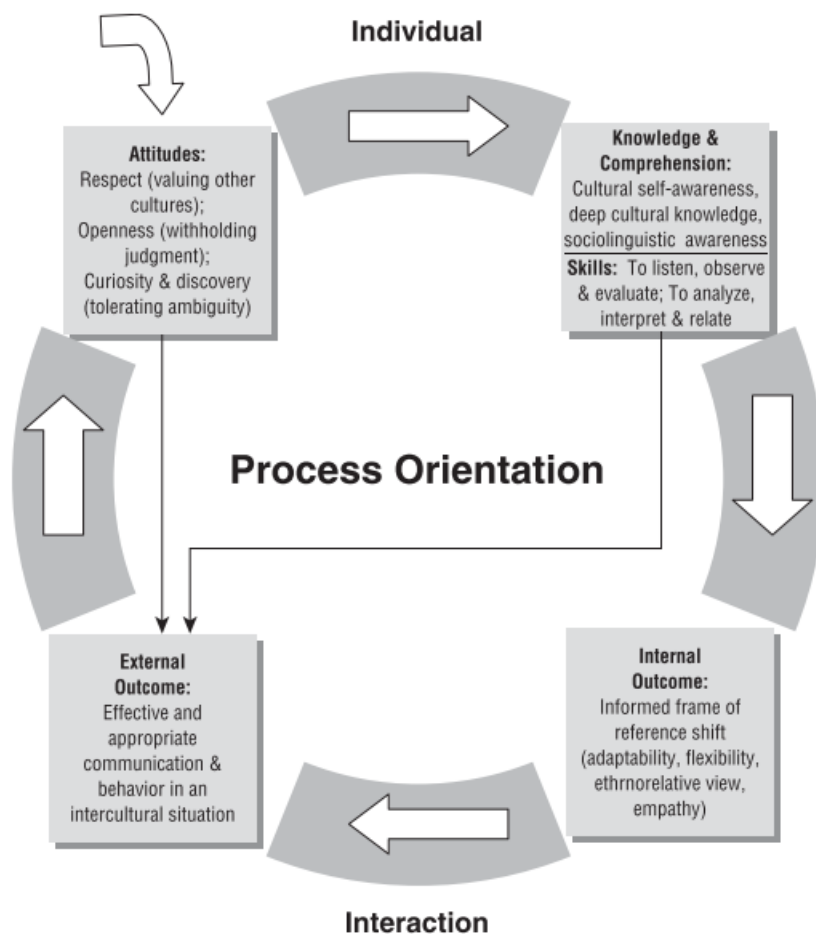 Individual
Attitudes:
Respect (valuing other
cultures);
Openness (withholding
judgment);
Curiosity & discovery
(tolerating ambiguity)
Knowledge &
Comprehension:
Cultural self-awareness,
deep cultural knowledge,
sociolinguistic awareness
Skills: To listen, observe
& evaluate; To analyze,
interpret & relate
Process Orientation
External
Outcome:
Effective and
appropriate
communication &
behavior in an
intercultural situation
Internal
Outcome:
Informed frame of
reference shift
(adaptability, flexibility,
ethrnorelative view,
empathy)
Interaction